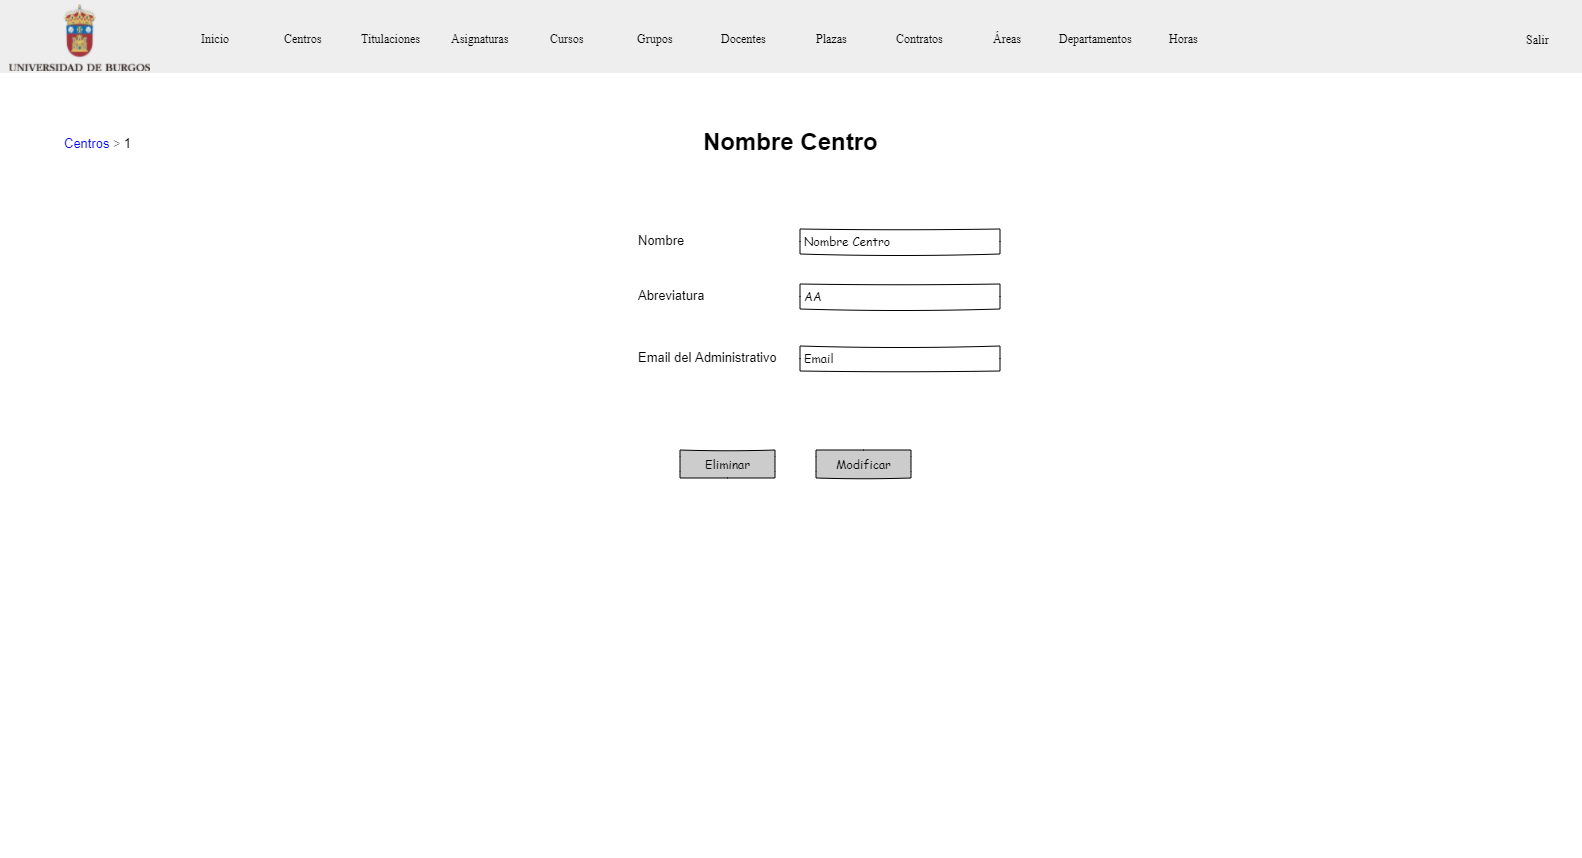 UNIVERSIDAD DE BURGOS
Inicio Centros Titulaciones Asignaturas Cursos Grupos Docentes Plazas Contratos Áreas Departamentos Horas Salir
Centros > 1
Nombre Centro
Nombre Nombre Centro
Abreviatura AA
Email del Administrativo Email
Eliminar Modificar